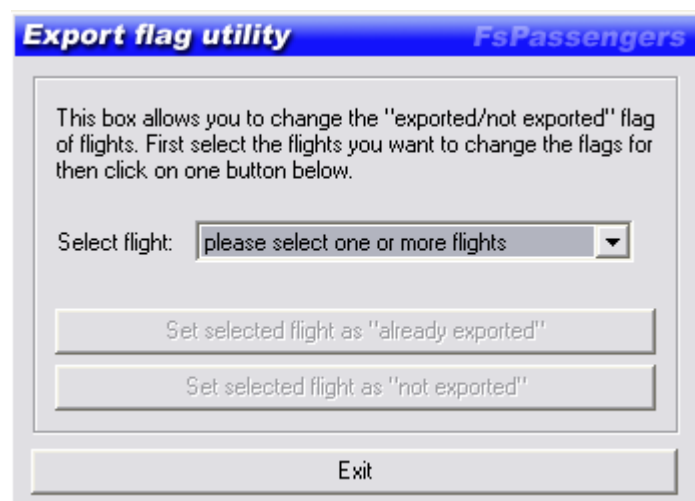 Export flag utility FsPassengers
This box allows you to change the "exported/not exported" flag
of flights. First select the flights you want to change the flags for
then click on one button below.
Select flight: please select one or more flights
Set selected flight as "already exported"
Set selected flight as "not exported"
Exit